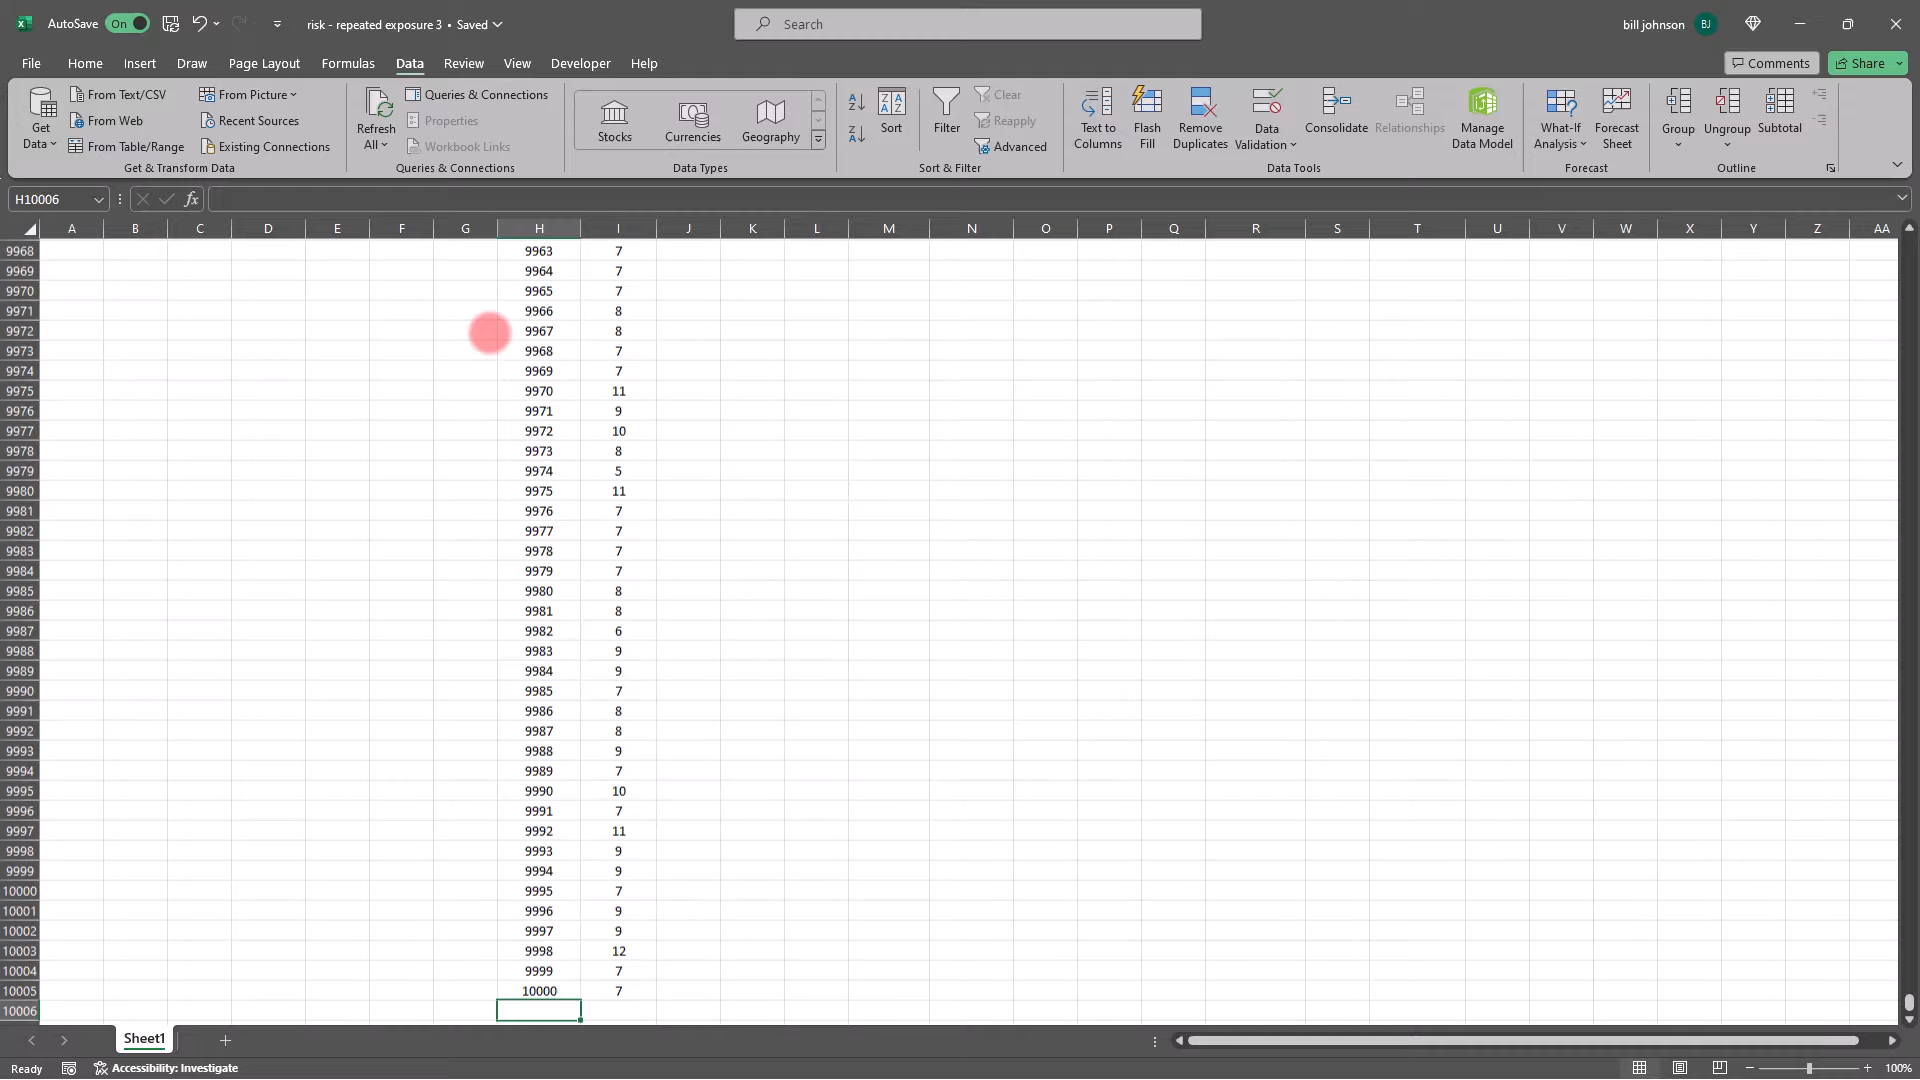 AutoSave On risk - repeated exposure 3 • Saved Search bill johnson BJ
File Home Insert Draw Page Layout Formulas Data Review View Developer Help Comments Share
Get Data From Text/CSV From Web From Table/Range From Picture Recent Sources Existing Connections
Refresh All Queries & Connections Properties Workbook Links
Stocks Currencies Geography
Sort Filter Clear Reapply Advanced
Text to Columns Flash Fill Remove Duplicates Data Validation Consolidate Relationships Manage Data Model
What-If Analysis Forecast Sheet Group Ungroup Subtotal
Get & Transform Data Queries & Connections Data Types Sort & Filter Data Tools Forecast Outline
H10006 fx
A B C D E F G H I J K L M N O P Q R S T U V W X Y Z AA
9968 9963 7
9969 9964 7
9970 9965 7
9971 9966 8
9972 9967 8
9973 9968 7
9974 9969 7
9975 9970 11
9976 9971 9
9977 9972 10
9978 9973 8
9979 9974 5
9980 9975 11
9981 9976 7
9982 9977 7
9983 9978 7
9984 9979 7
9985 9980 8
9986 9981 8
9987 9982 6
9988 9983 9
9989 9984 9
9990 9985 7
9991 9986 8
9992 9987 8
9993 9988 9
9994 9989 7
9995 9990 10
9996 9991 7
9997 9992 11
9998 9993 9
9999 9994 9
10000 9995 7
10001 9996 9
10002 9997 9
10003 9998 12
10004 9999 7
10005 10000 7
10006
Sheet1
Ready Accessibility: Investigate 100%